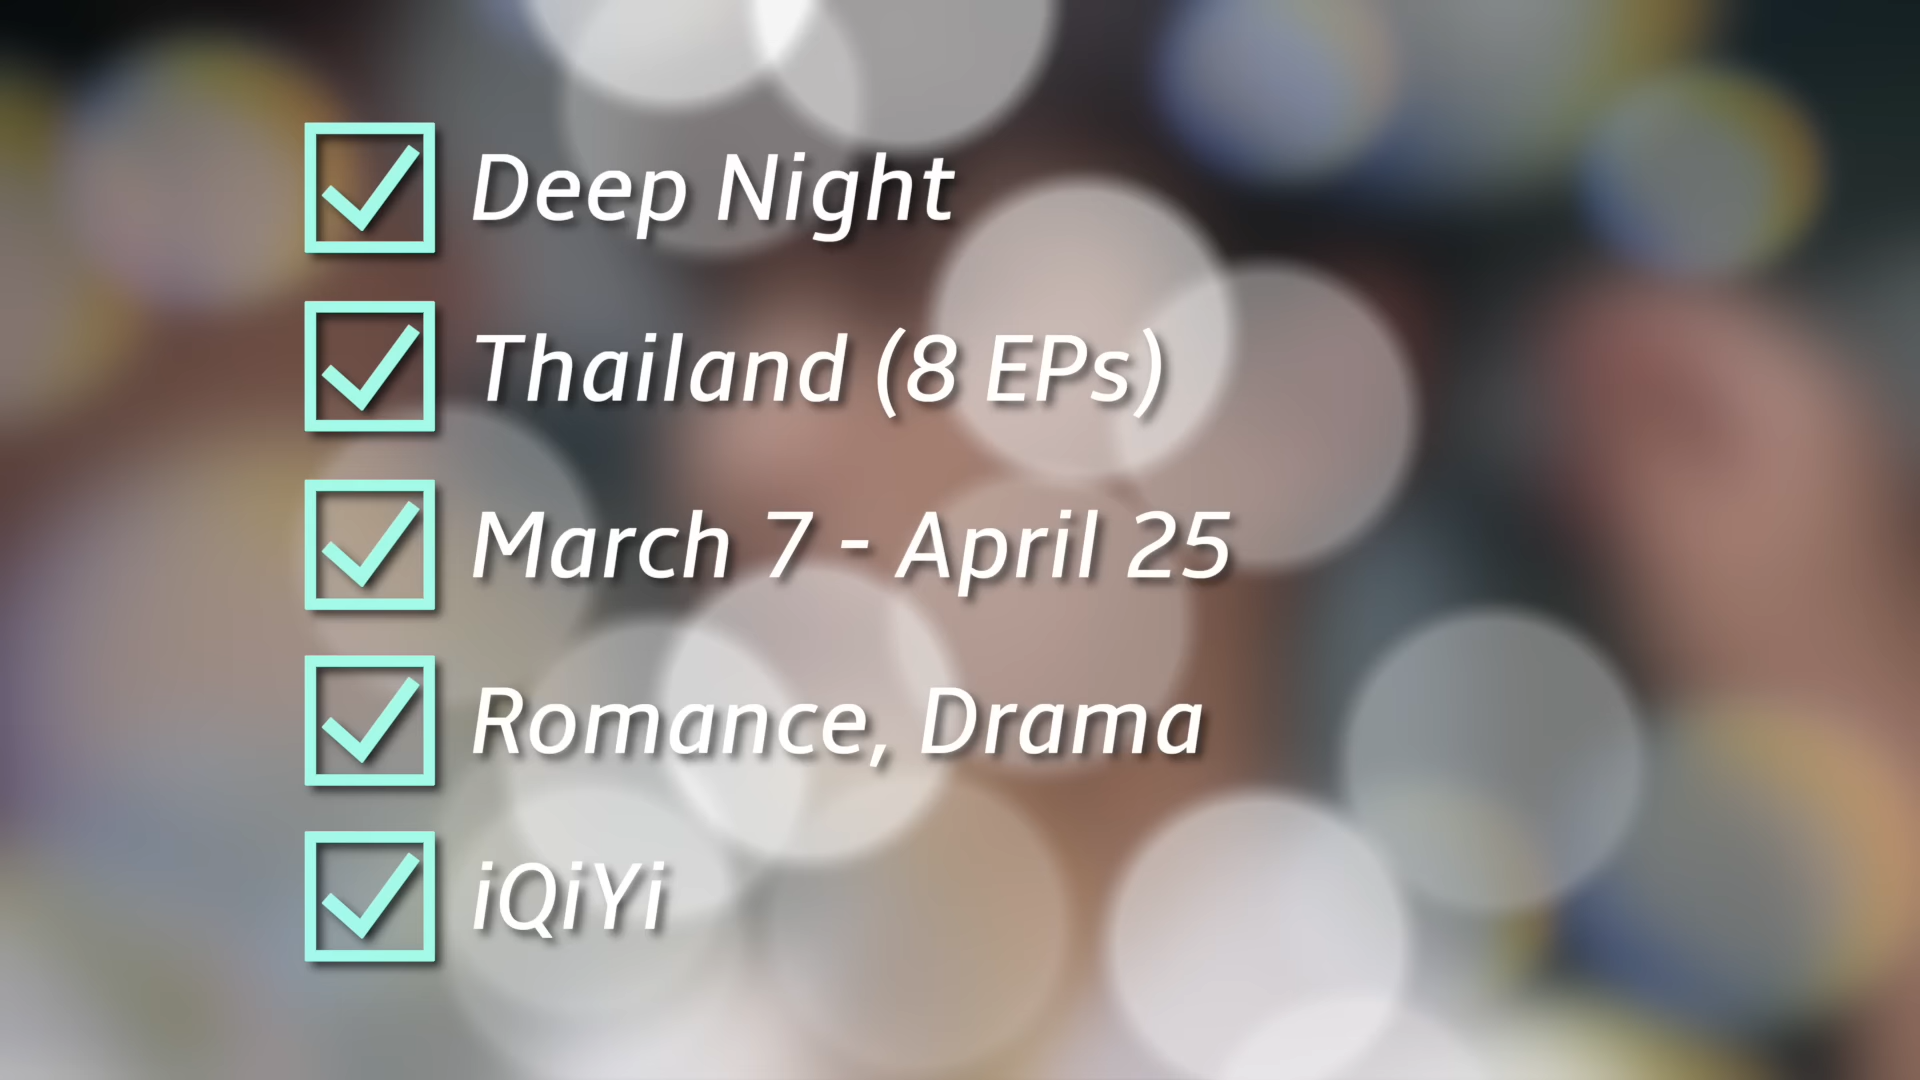 Deep Night
Thailand (8 EPs)
March 7 - April 25
Romance, Drama
iQiYi